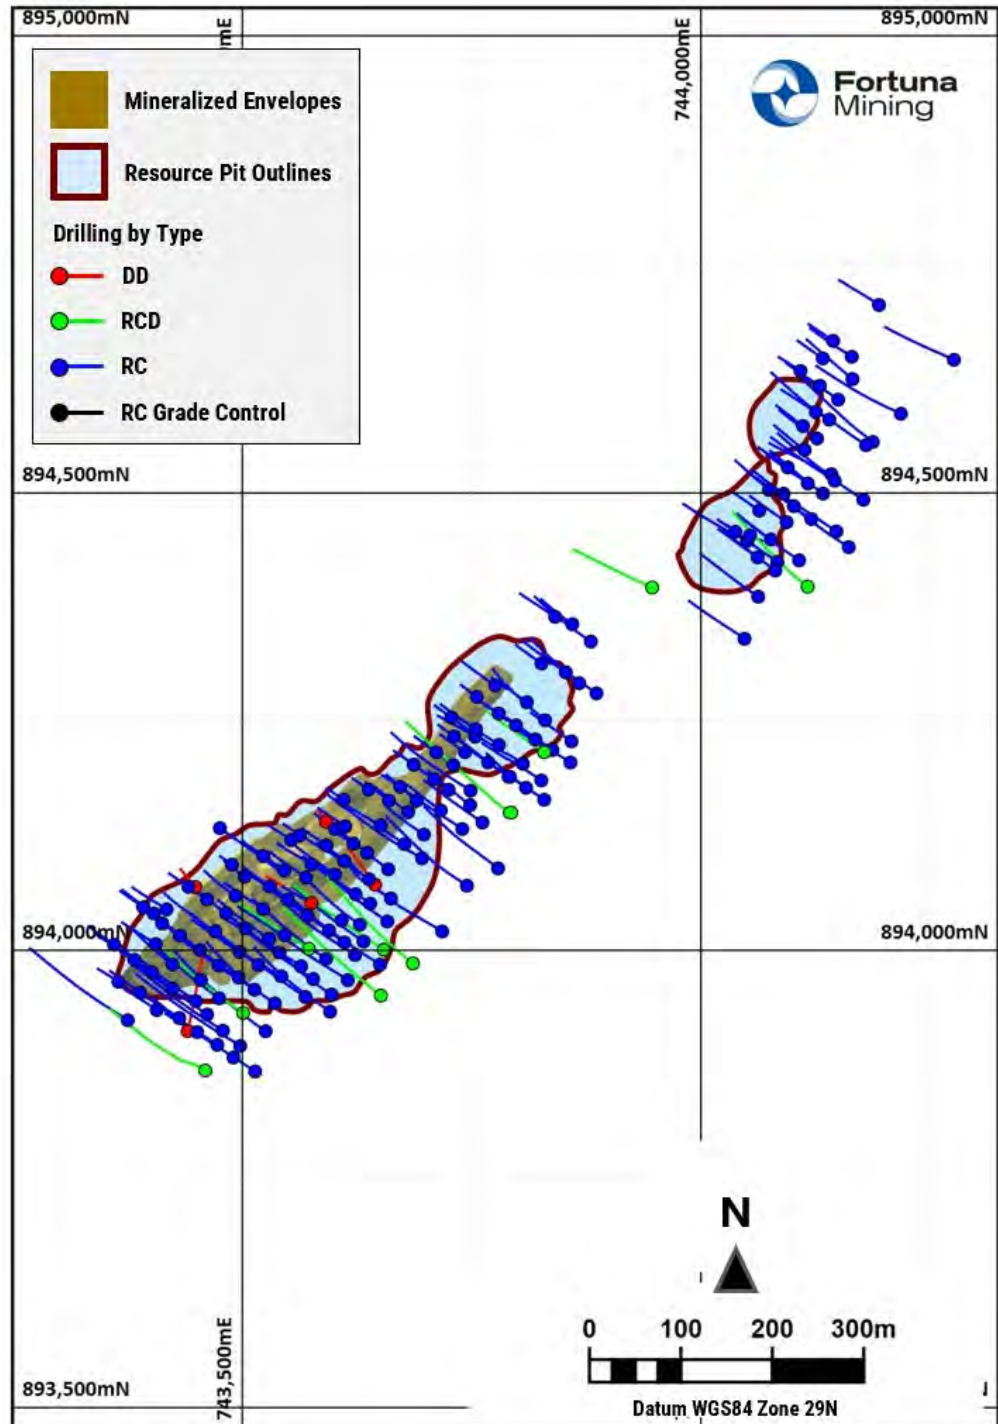 895,000mN
895,000mN
mE
744,000mE
Fortuna
Mining
Mineralized Envelopes
Resource Pit Outlines
Drilling by Type
DD
RCD
RC
RC Grade Control
894,500mN
894,500mN
894,000mN
894,000mN
N
0 100 200 300m
743,500mE
893,500mN
Datum WGS84 Zone 29N